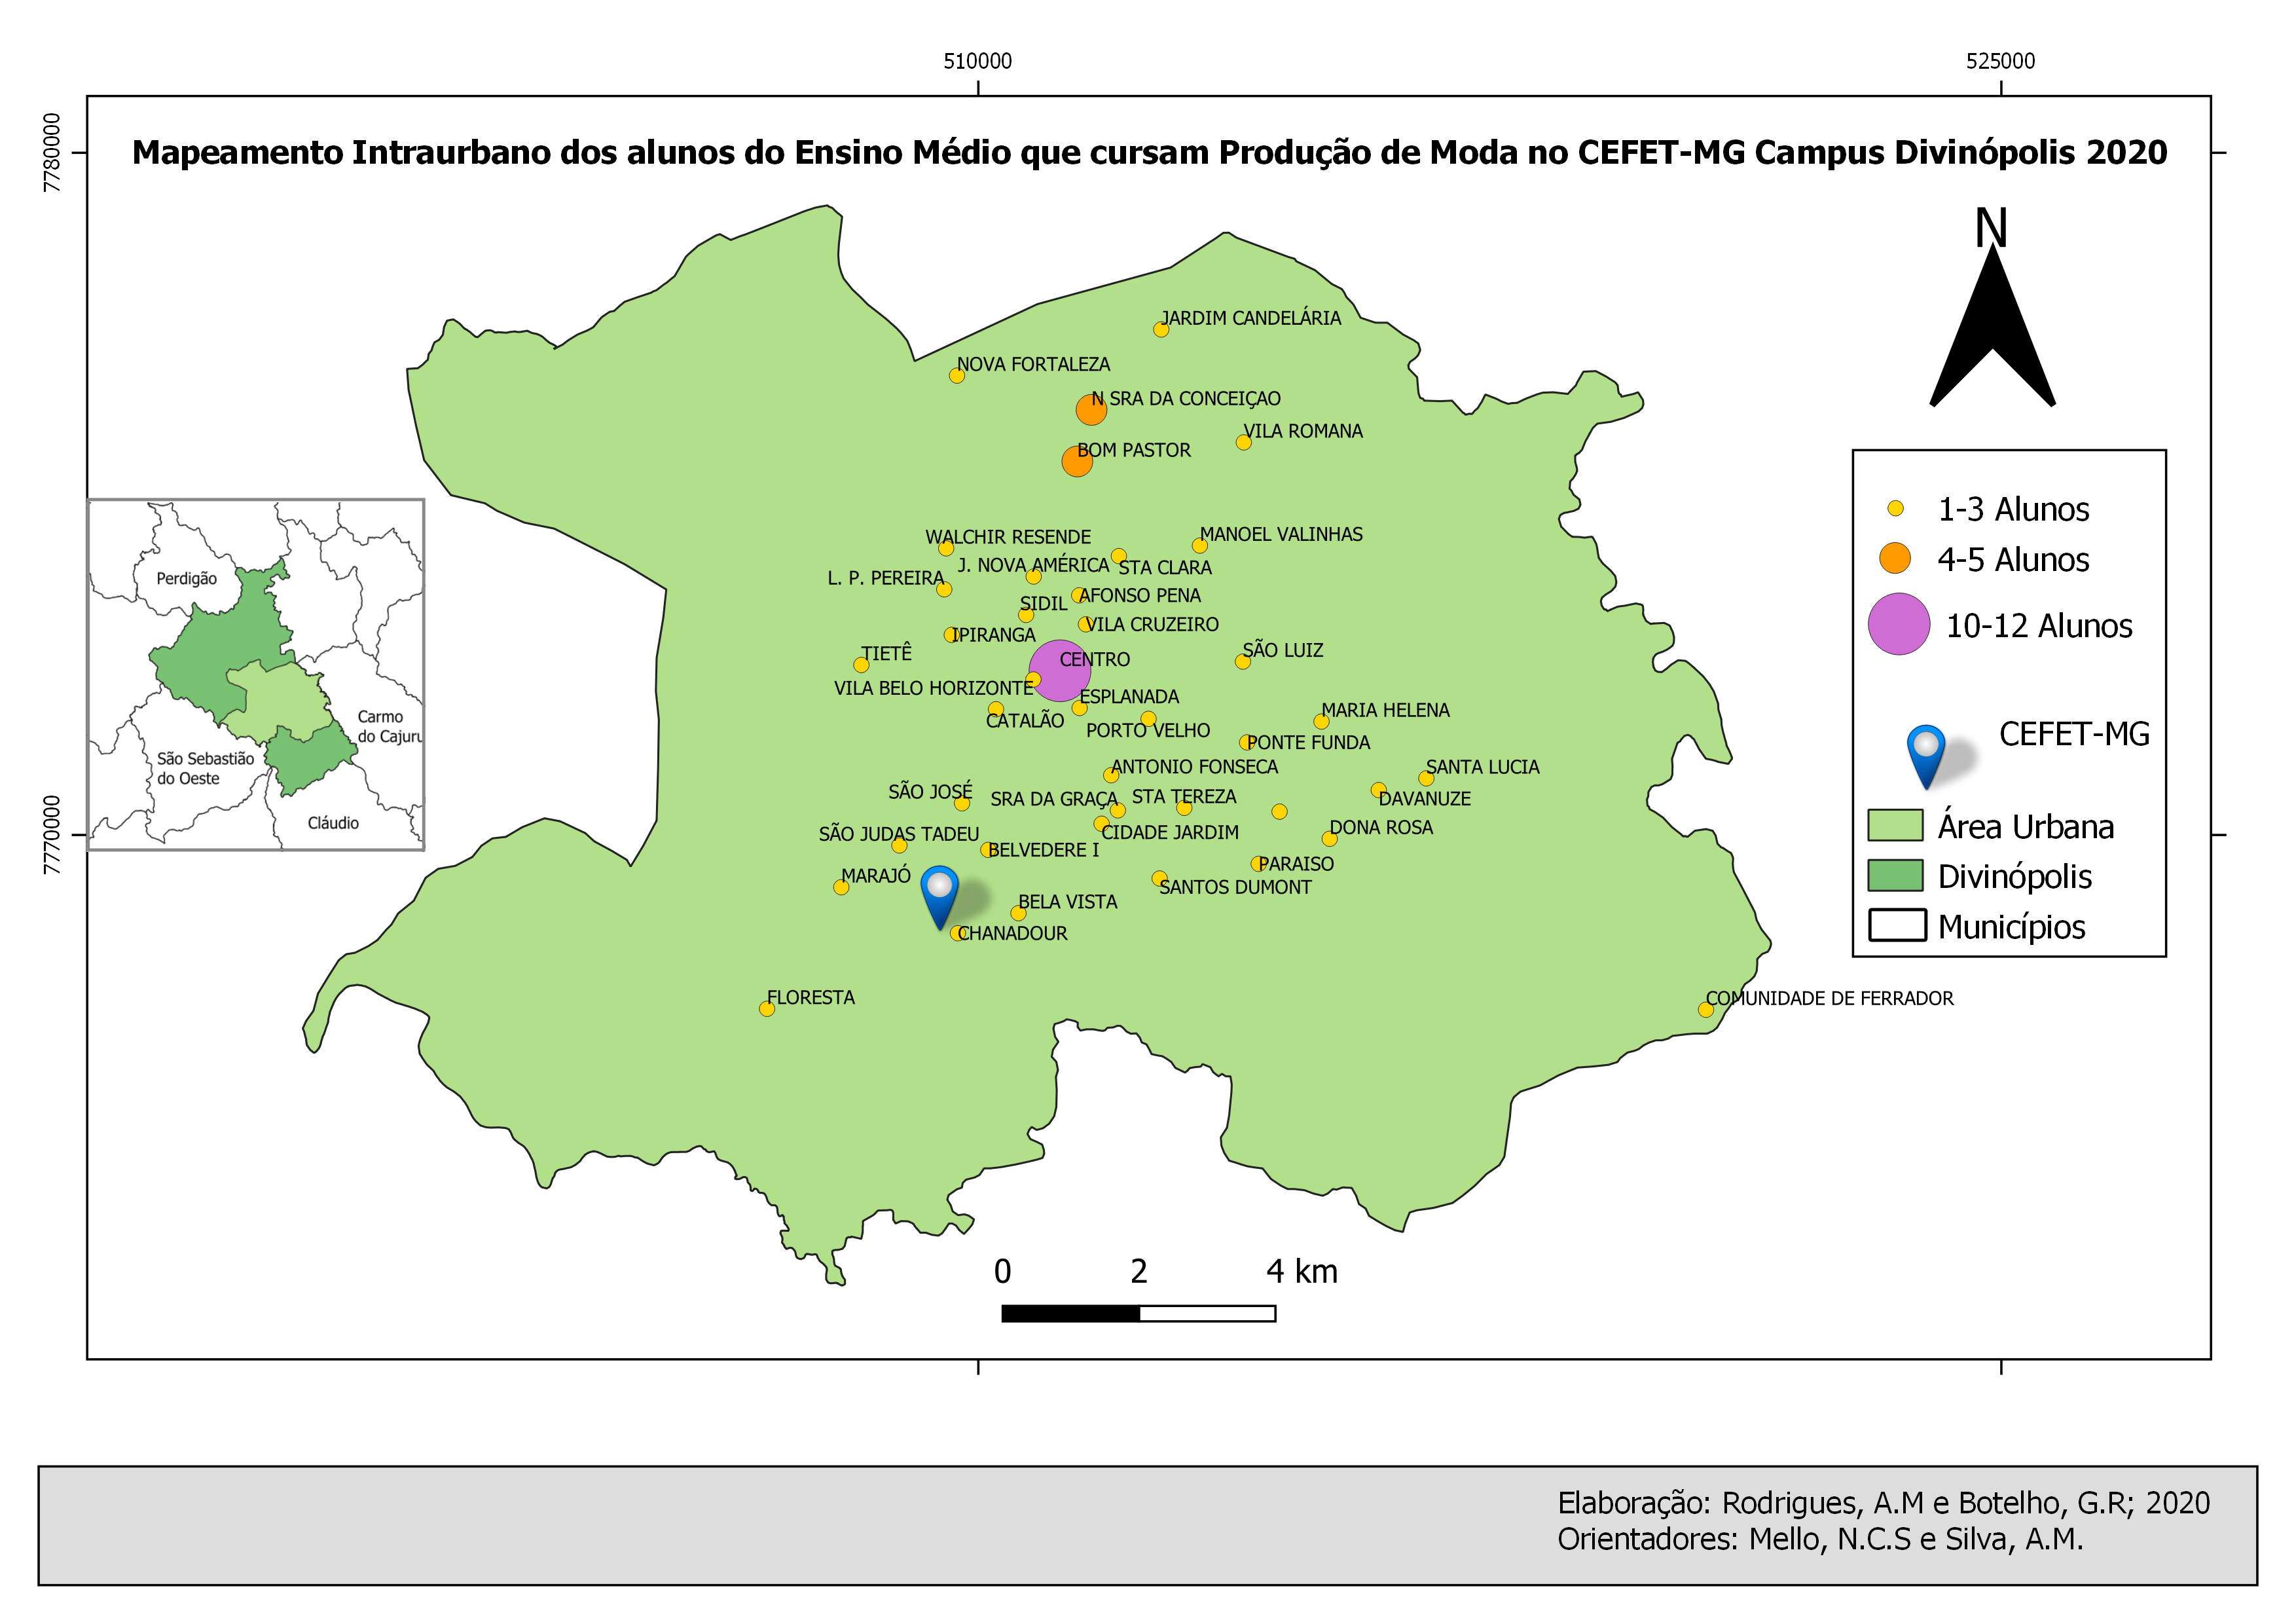 510000
525000
7780000
Mapeamento Intraurbano dos alunos do Ensino Médio que cursam Produção de Moda no CEFET-MG Campus Divinópolis 2020
N
JARDIM CANDELÁRIA
NOVA FORTALEZA
N SRA DA CONCEIÇAO
VILA ROMANA
BOM PASTOR
WALCHIR RESENDE
MANOEL VALINHAS
J. NOVA AMÉRICA
STA CLARA
L. P. PEREIRA
AFONSO PENA
SIDIL
VILA CRUZEIRO
IPIRANGA
TIETÊ
CENTRO
SÃO LUIZ
VILA BELO HORIZONTE
ESPLANADA
CATALÃO
PORTO VELHO
MARIA HELENA
PONTE FUNDA
ANTONIO FONSECA
SANTA LUCIA
SÃO JOSÉ
SRA DA GRAÇA
STA TEREZA
DAVANUZE
SÃO JUDAS TADEU
CIDADE JARDIM
DONA ROSA
BELVEDERE I
PARAISO
MARAJÓ
SANTOS DUMONT
BELA VISTA
CHANADOUR
FLORESTA
COMUNIDADE DE FERRADOR
Perdigão
Carmo
do Cajuru
São Sebastião
do Oeste
Cláudio
7770000
1-3 Alunos
4-5 Alunos
10-12 Alunos
CEFET-MG
Área Urbana
Divinópolis
Municípios
0 2 4 km
Elaboração: Rodrigues, A.M e Botelho, G.R; 2020
Orientadores: Mello, N.C.S e Silva, A.M.